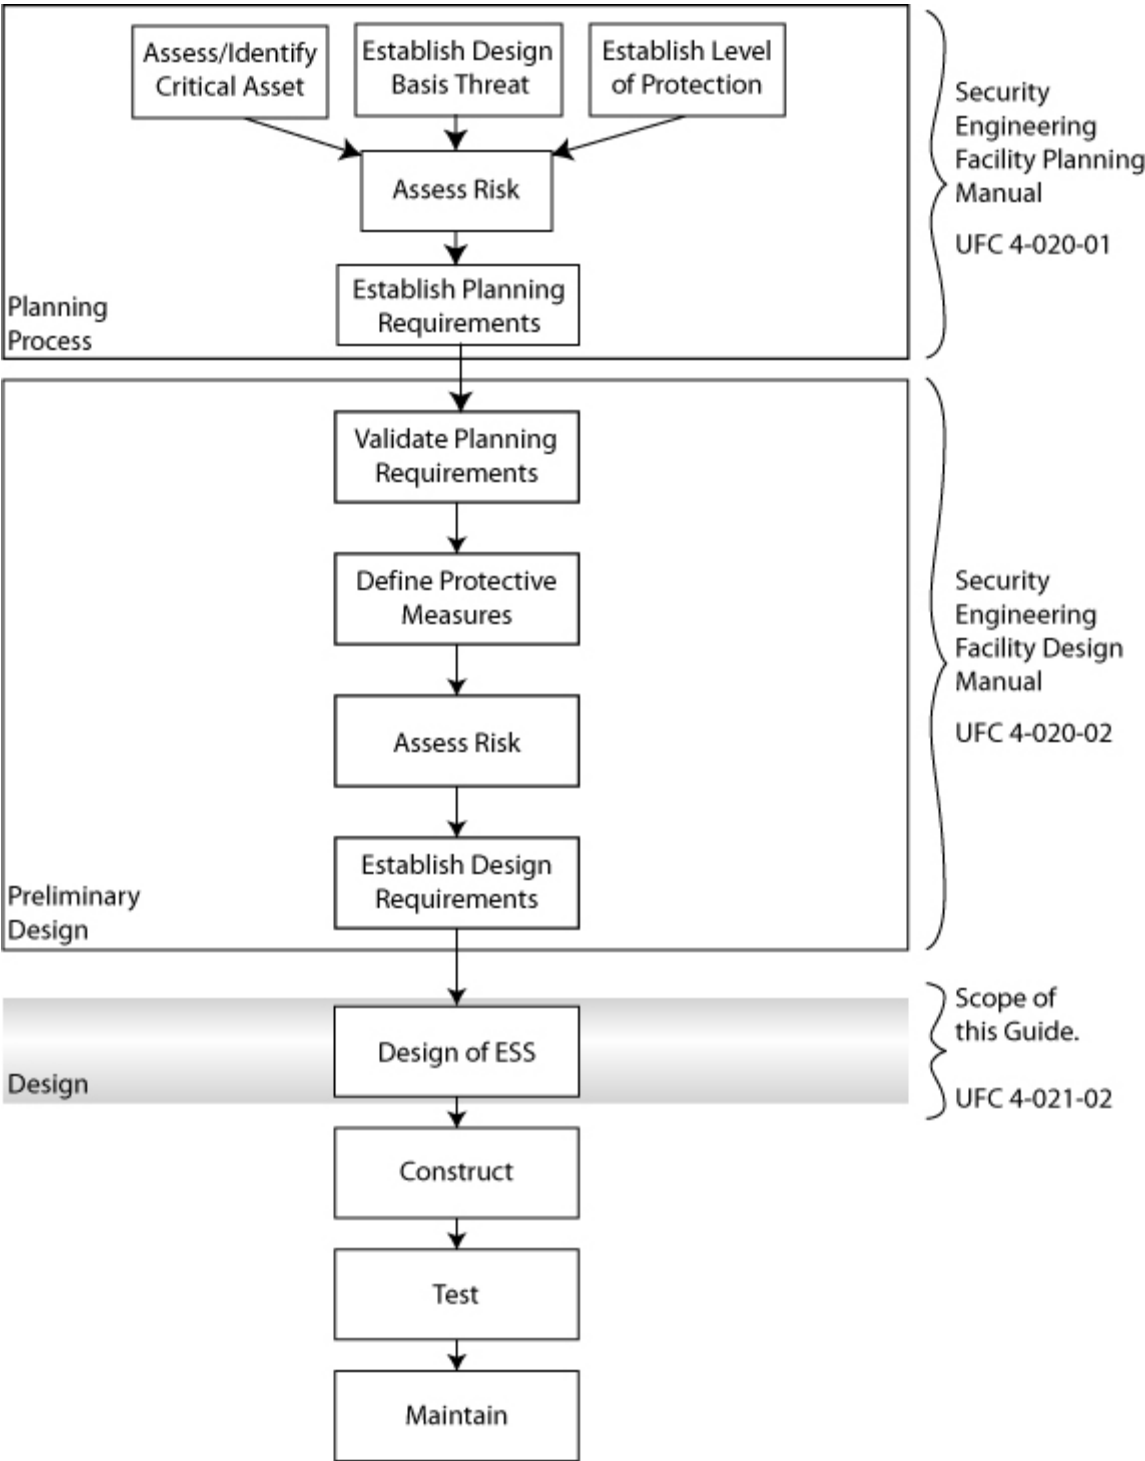 Assess/Identify
Critical Asset
Establish Design
Basis Threat
Establish Level
of Protection
Assess Risk
Establish Planning
Requirements
Planning
Process
Security
Engineering
Facility Planning
Manual
UFC 4-020-01
Validate Planning
Requirements
Define Protective
Measures
Assess Risk
Establish Design
Requirements
Preliminary
Design
Security
Engineering
Facility Design
Manual
UFC 4-020-02
Design of ESS
Design
Scope of
this Guide.
UFC 4-021-02
Construct
Test
Maintain